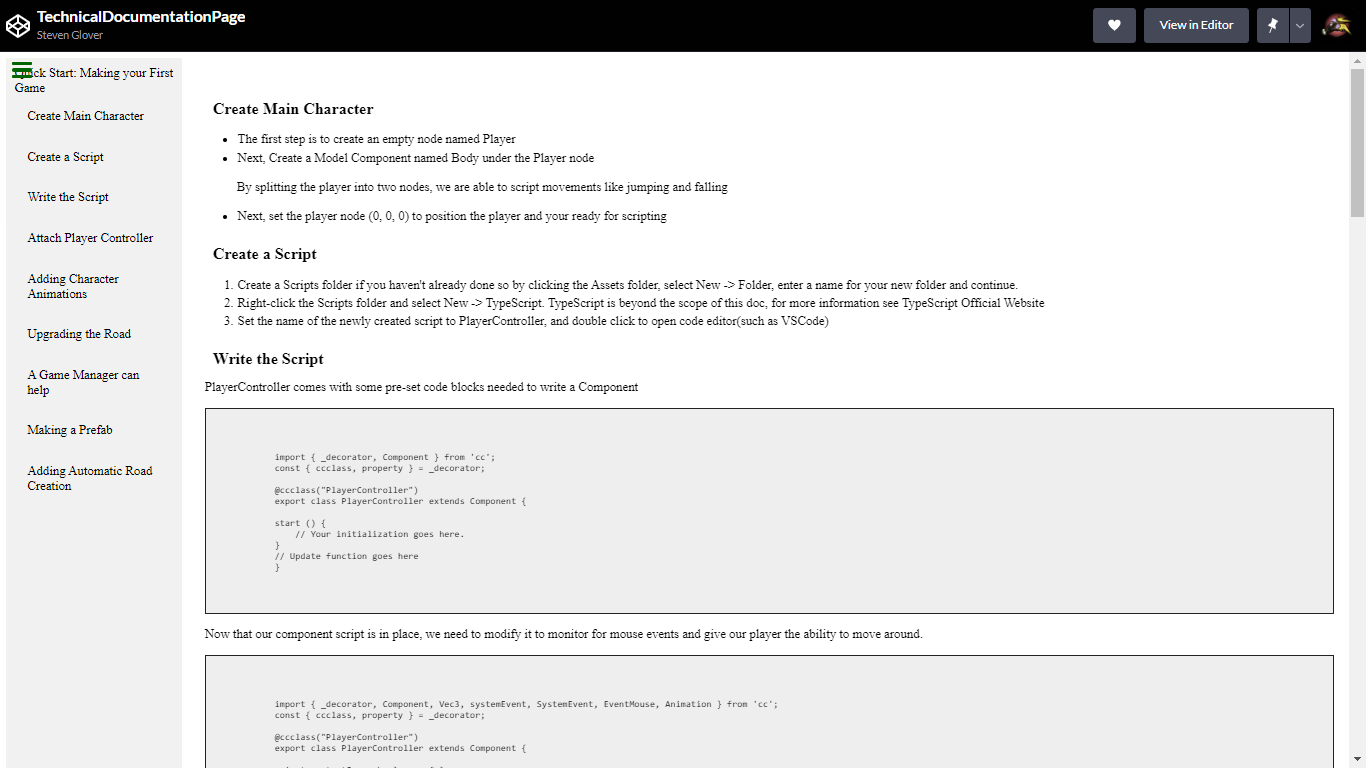 TechnicalDocumentationPage
Steven Glover
View in Editor
Quick Start: Making your First
Game
Create Main Character
Create a Script
Write the Script
Attach Player Controller
Adding Character
Animations
Upgrading the Road
A Game Manager can
help
Making a Prefab
Adding Automatic Road
Creation
Create Main Character
• The first step is to create an empty node named Player
• Next, Create a Model Component named Body under the Player node
By splitting the player into two nodes, we are able to script movements like jumping and falling
• Next, set the player node (0, 0, 0) to position the player and your ready for scripting
Create a Script
1. Create a Scripts folder if you haven't already done so by clicking the Assets folder, select New -> Folder, enter a name for your new folder and continue.
2. Right-click the Scripts folder and select New -> TypeScript. TypeScript is beyond the scope of this doc, for more information see TypeScript Official Website
3. Set the name of the newly created script to PlayerController, and double click to open code editor(such as VSCode)
Write the Script
PlayerController comes with some pre-set code blocks needed to write a Component
import { _decorator, Component } from 'cc';
const { ccclass, property } = _decorator;
@ccclass("PlayerController")
export class PlayerController extends Component {
start () {
// Your initialization goes here.
}
// Update function goes here
}
Now that our component script is in place, we need to modify it to monitor for mouse events and give our player the ability to move around.
import { _decorator, Component, Vec3, systemEvent, SystemEvent, EventMouse, Animation } from 'cc';
const { ccclass, property } = _decorator;
@ccclass("PlayerController")
export class PlayerController extends Component {